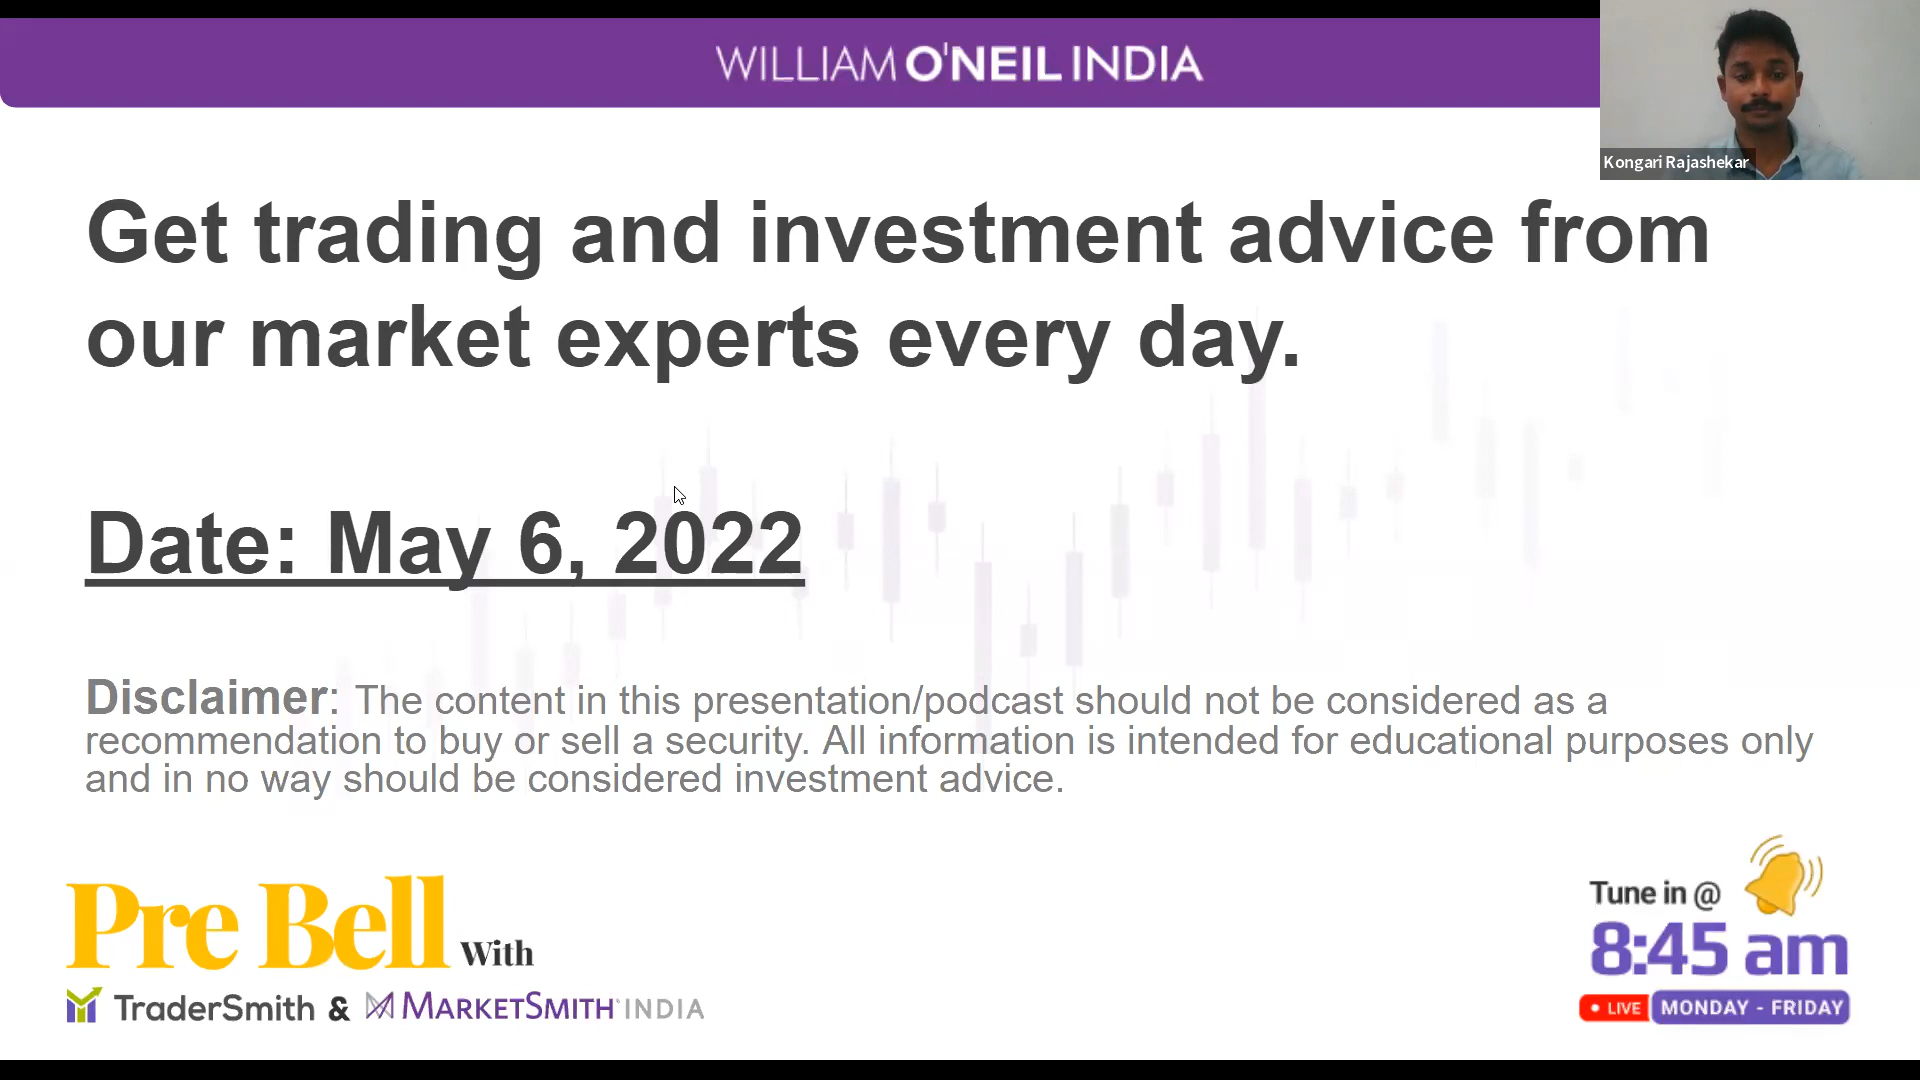 WILLIAM O'NEIL INDIA
Kongari Rajashekar
Get trading and investment advice from
our market experts every day.
Date: May 6, 2022
Disclaimer: The content in this presentation/podcast should not be considered as a
recommendation to buy or sell a security. All information is intended for educational purposes only
and in no way should be considered investment advice.
Pre Bell With
TraderSmith & MARKETSMITH INDIA
Tune in @
8:45 am
LIVE MONDAY - FRIDAY